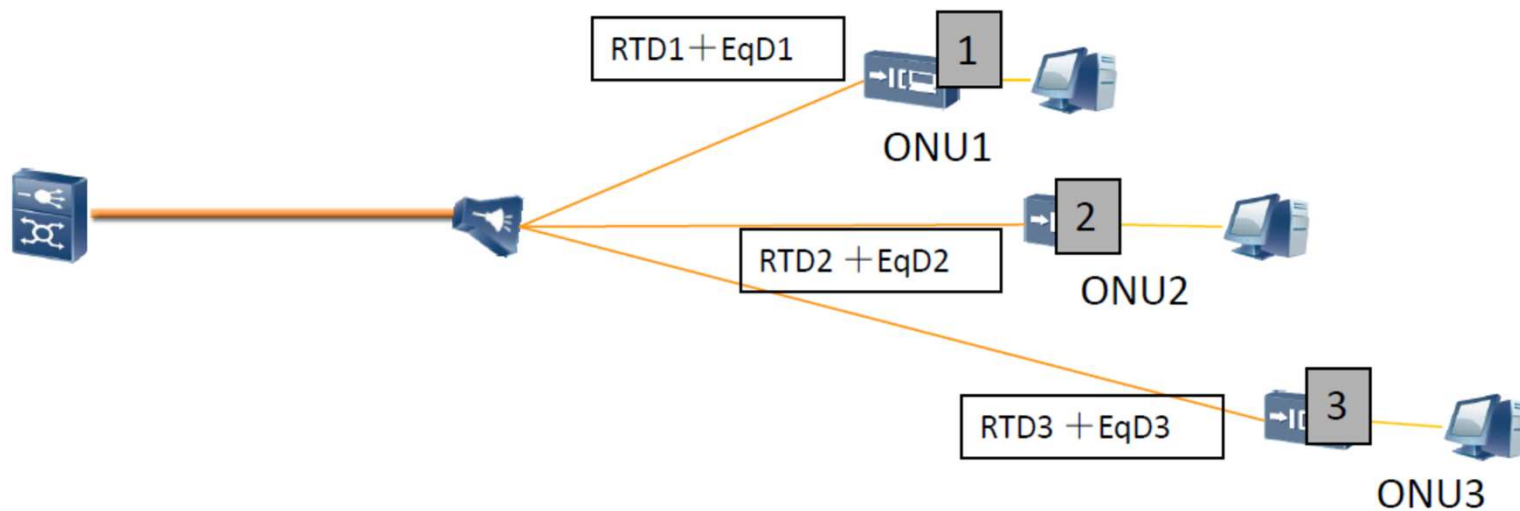 RTD1＋EqD1
1
ONU1
2
RTD2 ＋EqD2
ONU2
3
RTD3 ＋EqD3
ONU3